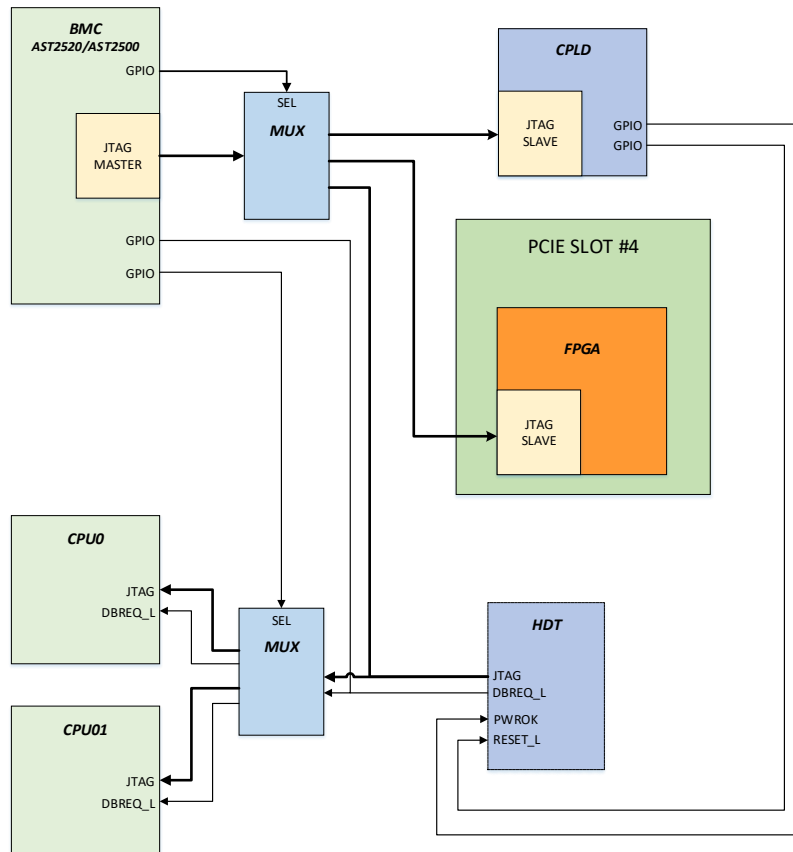 BMC
AST2520/AST2500
GPIO
JTAG
MASTER
GPIO
GPIO
SEL
MUX
CPLD
JTAG
SLAVE
GPIO
GPIO
PCIE SLOT #4
FPGA
JTAG
SLAVE
CPU0
JTAG
DBREQ_L
SEL
MUX
HDT
JTAG
DBREQ_L
PWROK
RESET_L
CPU01
JTAG
DBREQ_L